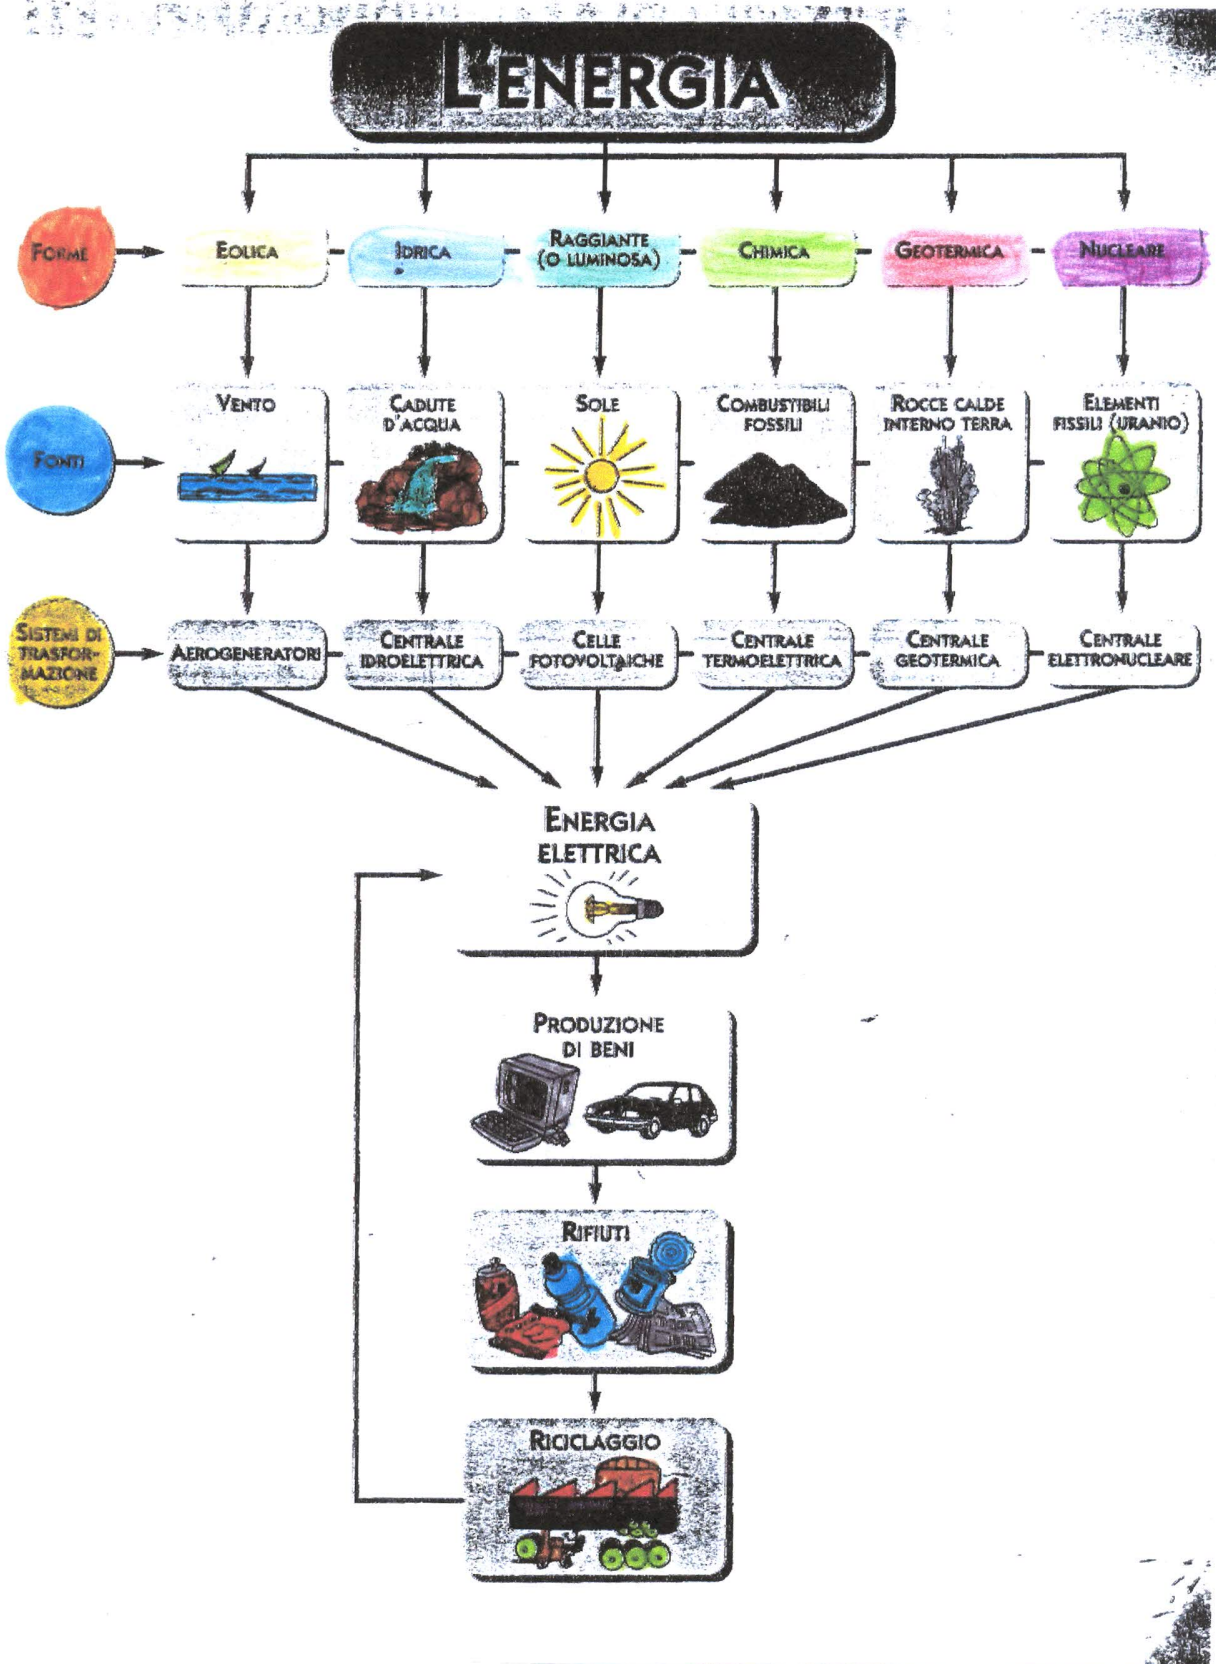 L'ENERGIA
FORME
EOLICA
IDRICA
RAGGIANTE
(O LUMINOSA)
CHIMICA
GEOTERMICA
NUCLEARE
FONTI
VENTO
CADUTE
D'ACQUA
SOLE
COMBUSTIBILI
FOSSILI
ROCCE CALDE
INTERNO TERRA
ELEMENTI
FISSILI (URANIO)
SISTEMI DI
TRASFOR-
MAZIONE
AEROGENERATORI
CENTRALE
IDROELETTRICA
CELLE
FOTOVOLTAICHE
CENTRALE
TERMOELETTRICA
CENTRALE
GEOTERMICA
CENTRALE
ELETTRONUCLEARE
ENERGIA
ELETTRICA
PRODUZIONE
DI BENI
RIFIUTI
RICICLAGGIO